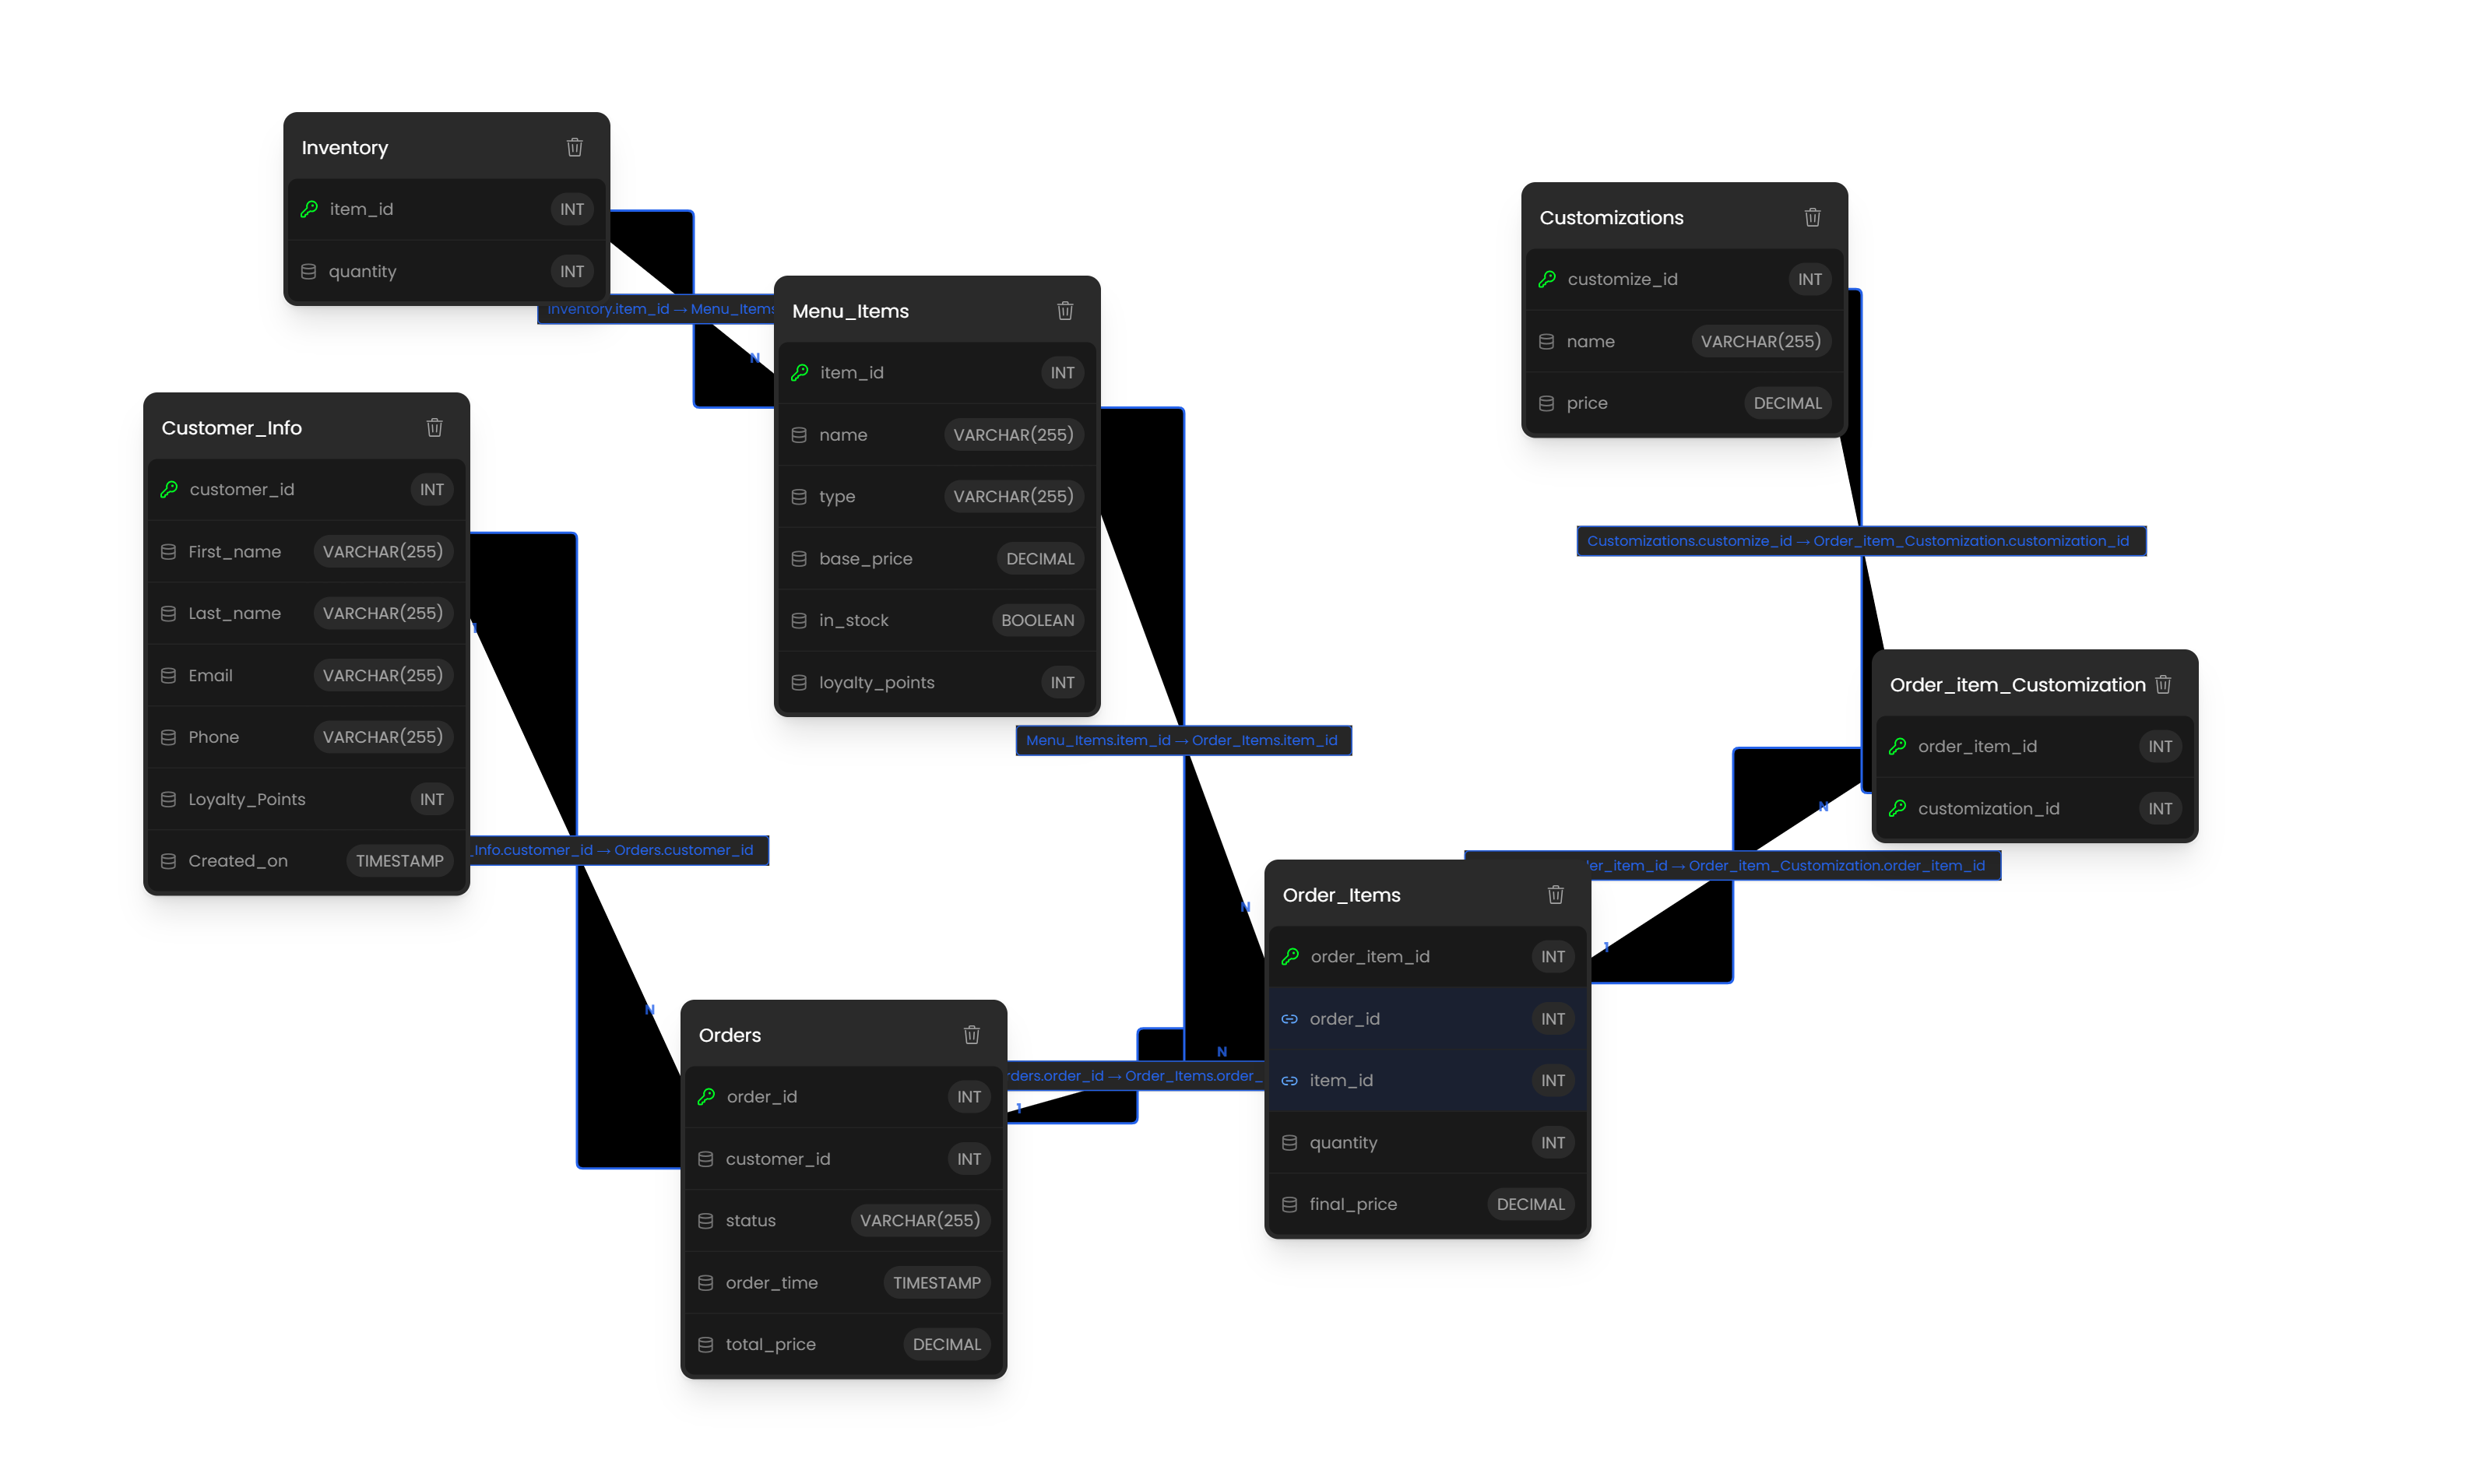 Inventory
item_id INT
quantity INT
Inventory.item_id → Menu_Items
N
Customer_Info
customer_id INT
First_name VARCHAR(255)
Last_name VARCHAR(255)
Email VARCHAR(255)
Phone VARCHAR(255)
Loyalty_Points INT
Created_on TIMESTAMP
1
_Info.customer_id → Orders.customer_id
N
Menu_Items
item_id INT
name VARCHAR(255)
type VARCHAR(255)
base_price DECIMAL
in_stock BOOLEAN
loyalty_points INT
Menu_Items.item_id → Order_Items.item_id
N
Orders
order_id INT
customer_id INT
status VARCHAR(255)
order_time TIMESTAMP
total_price DECIMAL
N
rders.order_id → Order_Items.order_
1
Order_Items
order_item_id INT
order_id INT
item_id INT
quantity INT
final_price DECIMAL
1
der_item_id → Order_item_Customization.order_item_id
N
Customizations
customize_id INT
name VARCHAR(255)
price DECIMAL
Customizations.customize_id → Order_item_Customization.customization_id
Order_item_Customization
order_item_id INT
customization_id INT